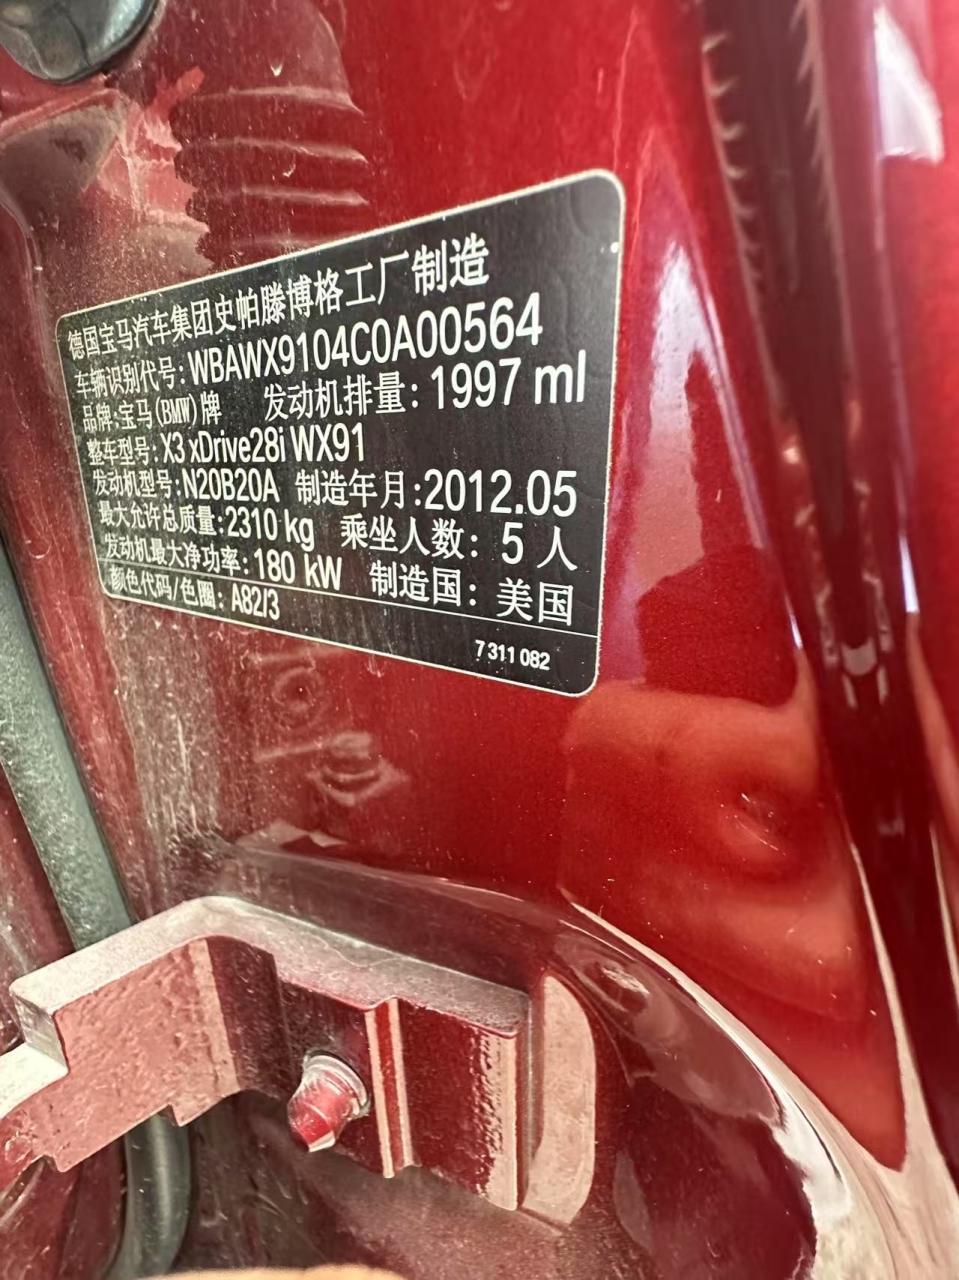 德国宝马汽车集团史帕滕博格工厂制造
车辆识别代号: WBAWX9104C0A00564
品牌: 宝马(BMW)牌 发动机排量: 1997 ml
整车型号: X3 xDrive28i WX91
发动机型号: N20B20A 制造年月: 2012.05
最大允许总质量: 2310 kg 乘坐人数: 5 人
发动机最大净功率: 180 kW 制造国: 美国
颜色代码/色圈: A82/3
7 311 082